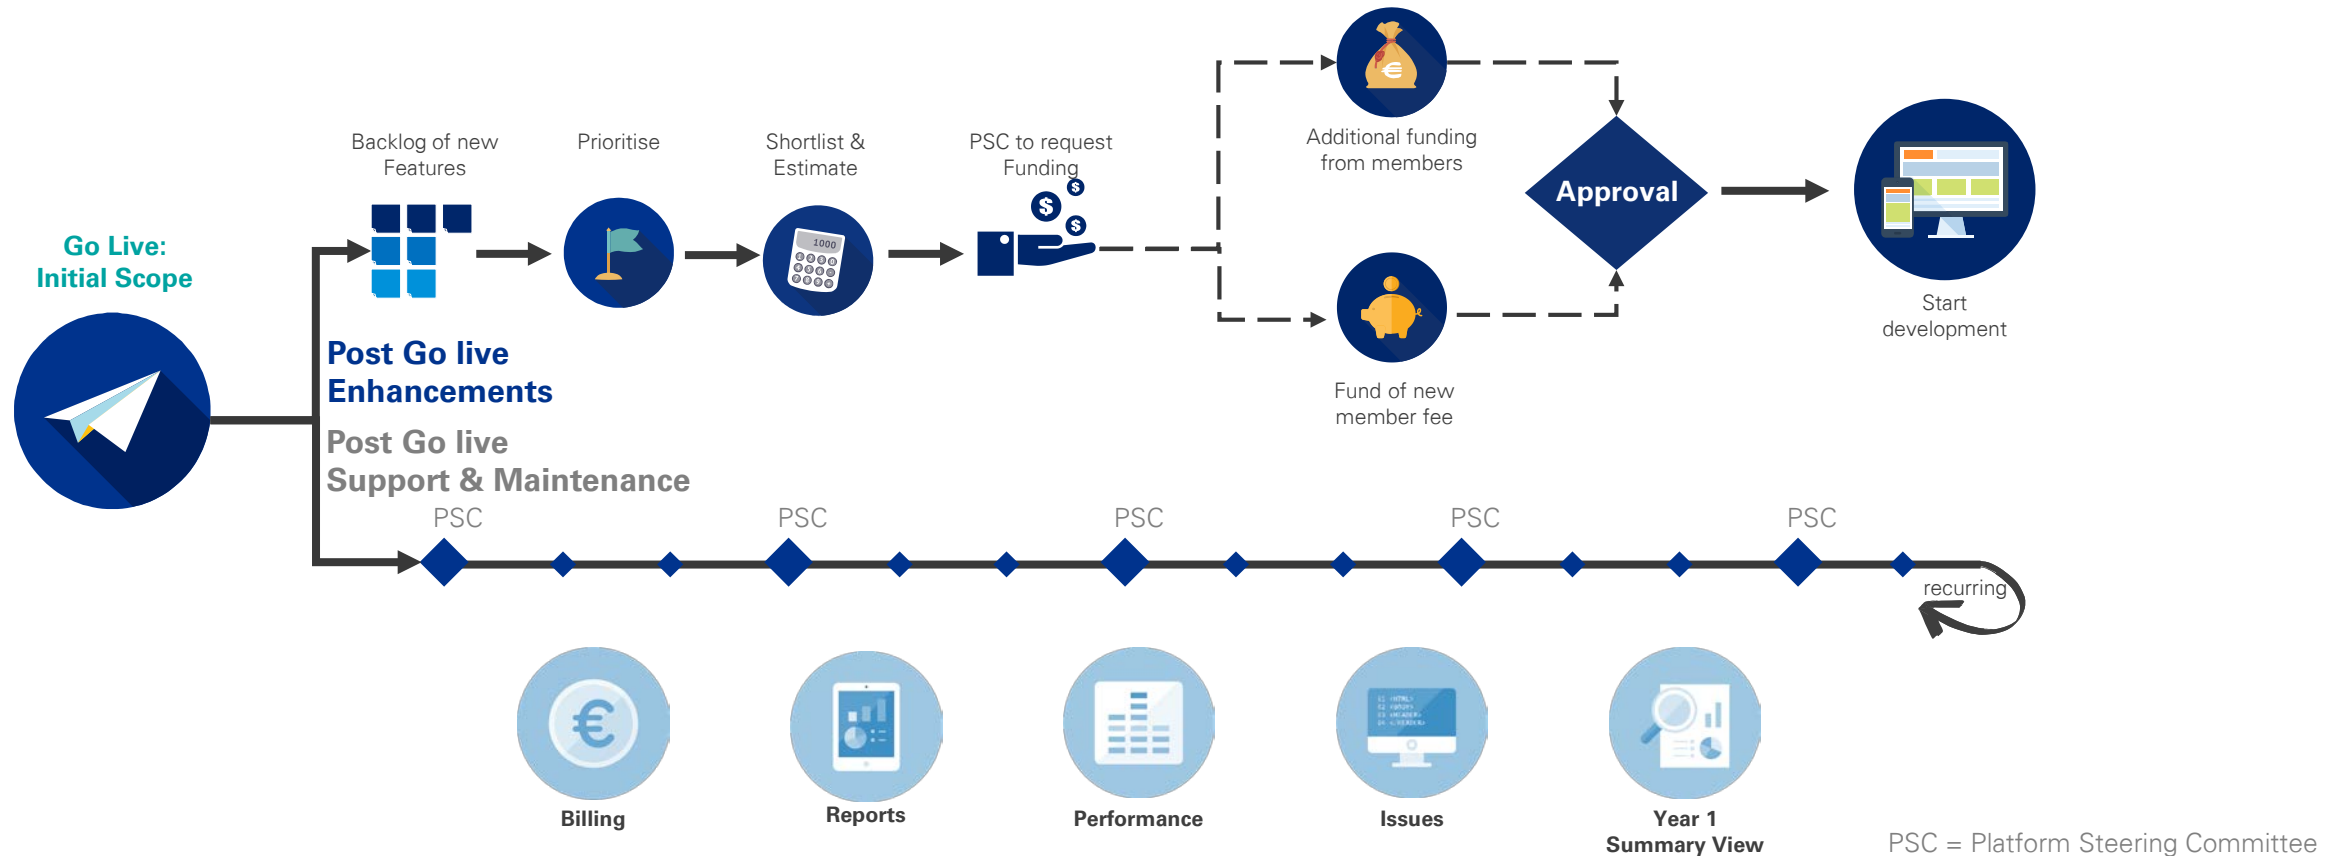 Go Live:
Initial Scope
Backlog of new
Features
Prioritise
Shortlist &
Estimate
1000
PSC to request
Funding
$
$
$
€
Additional funding
from members
Fund of new
member fee
Approval
Start
development
Post Go live
Enhancements
Post Go live
Support & Maintenance
PSC
PSC
PSC
PSC
PSC
recurring
€
Billing
Reports
Performance
Issues
Year 1
Summary View
PSC = Platform Steering Committee